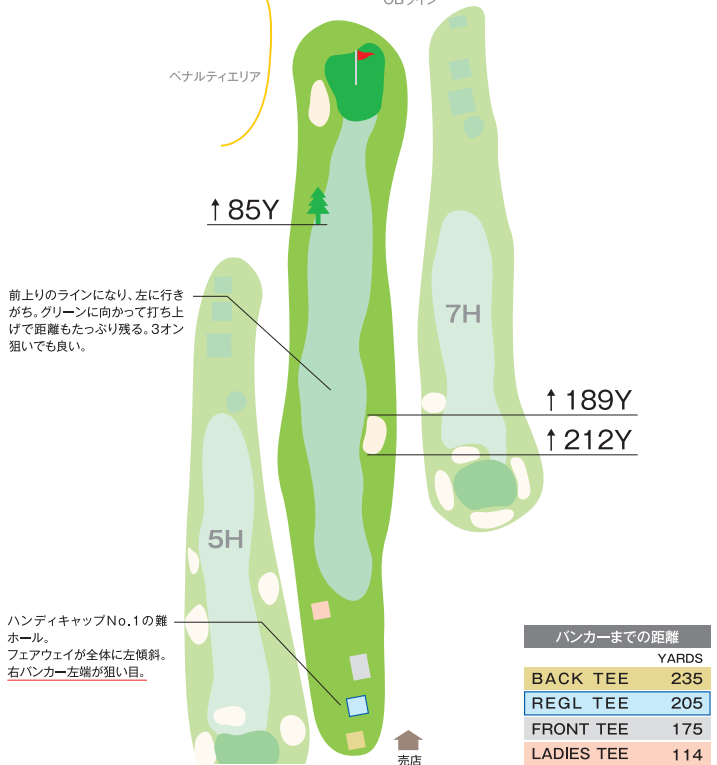 OBライン
ペナルティエリア
↑85Y
前上りのラインになり、左に行き
がち。グリーンに向かって打ち上
げで距離もたっぷり残る。3オン
狙いでも良い。
7H
↑189Y
↑212Y
5H
ハンディキャップNo.1の難
ホール。
フェアウェイが全体に左傾斜。
右バンカー左端が狙い目。
バンカーまでの距離
YARDS
BACK TEE 235
REGL TEE 205
FRONT TEE 175
LADIES TEE 114
売店